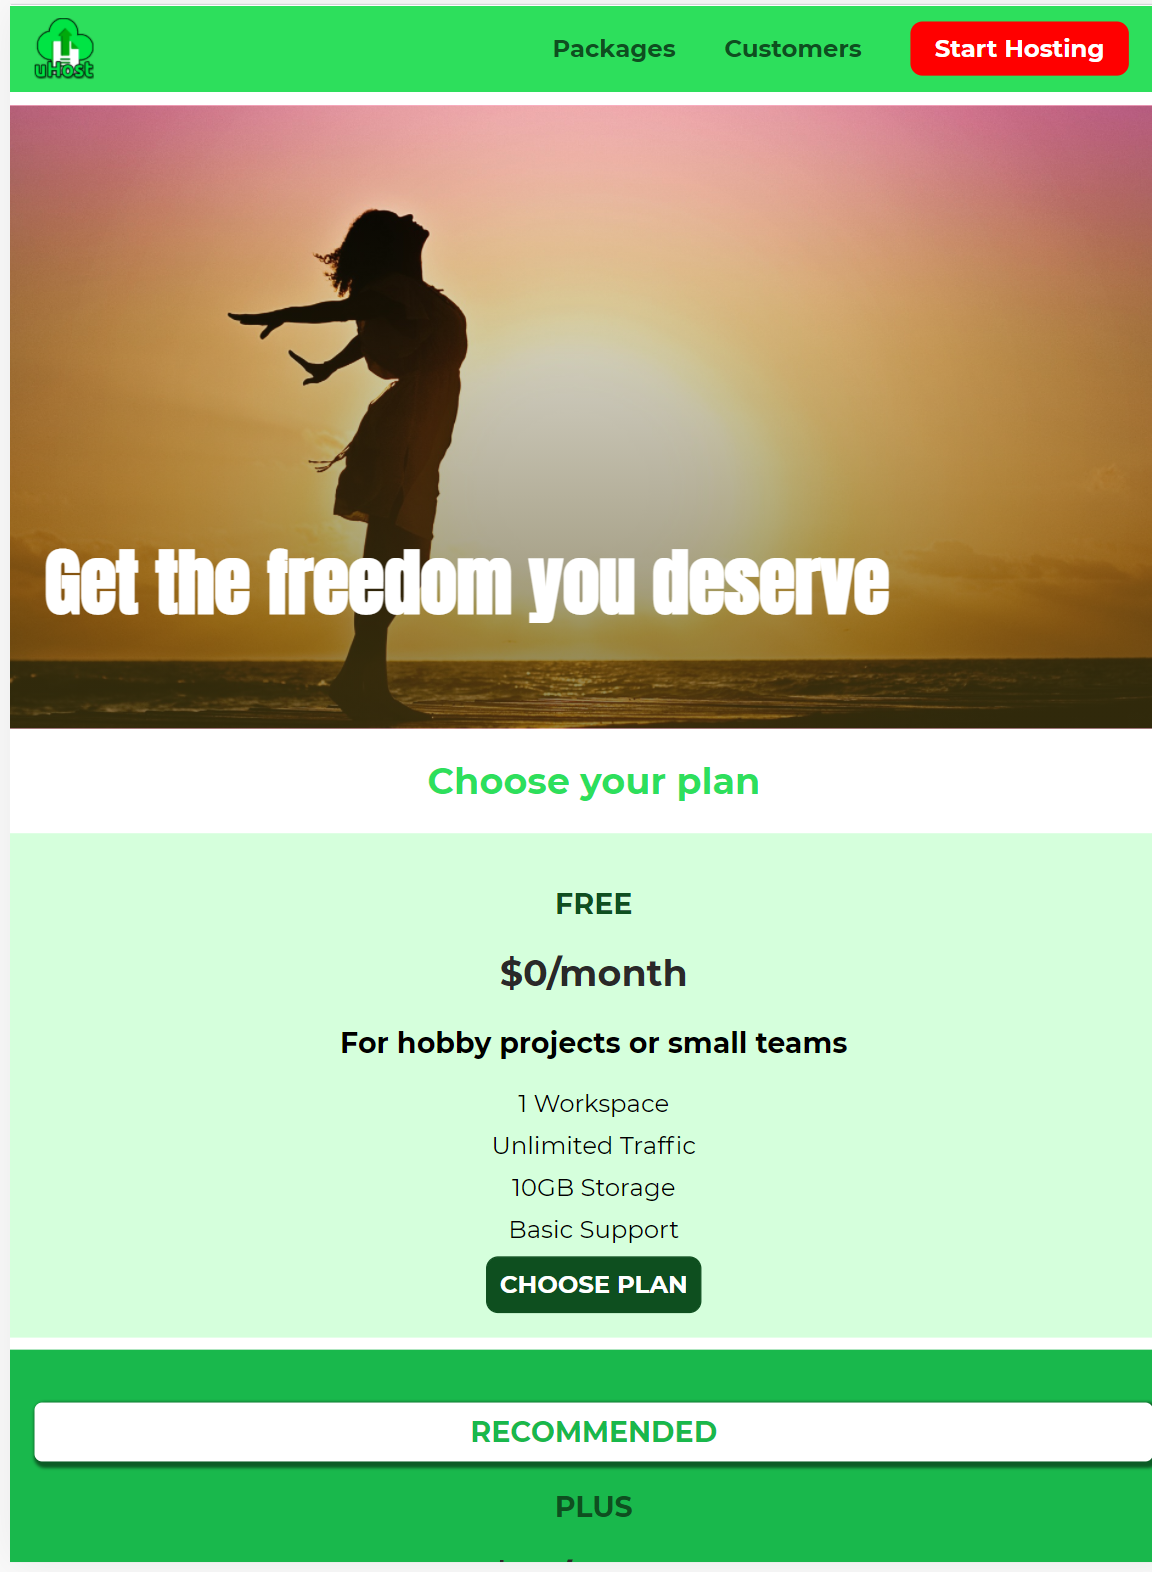 uHost
Packages Customers Start Hosting
Get the freedom you deserve
Choose your plan
FREE
$0/month
For hobby projects or small teams
1 Workspace
Unlimited Traffic
10GB Storage
Basic Support
CHOOSE PLAN
RECOMMENDED
PLUS